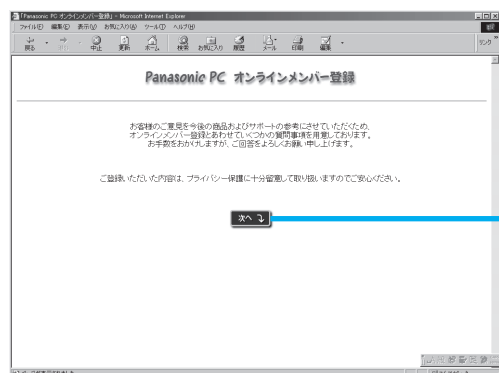 「Panasonic PC オンラインメンバー登録」 - Microsoft Internet Explorer
ファイル(F) 編集(E) 表示(V) お気に入り(A) ツール(T) ヘルプ(H)
戻る 中止 更新 ホーム 検索 お気に入り 履歴 メール 印刷 編集
リンク
Panasonic PC オンラインメンバー登録
お客様のご意見を今後の商品およびサポートの参考にさせていただくため、
オンラインメンバー登録とあわせていくつかの質問事項を用意しております。
お手数をおかけしますが、ご回答をよろしくお願い申し上げます。
ご登録いただいた内容は、プライバシー保護に十分留意して取り扱いますのでご安心ください。
次へ